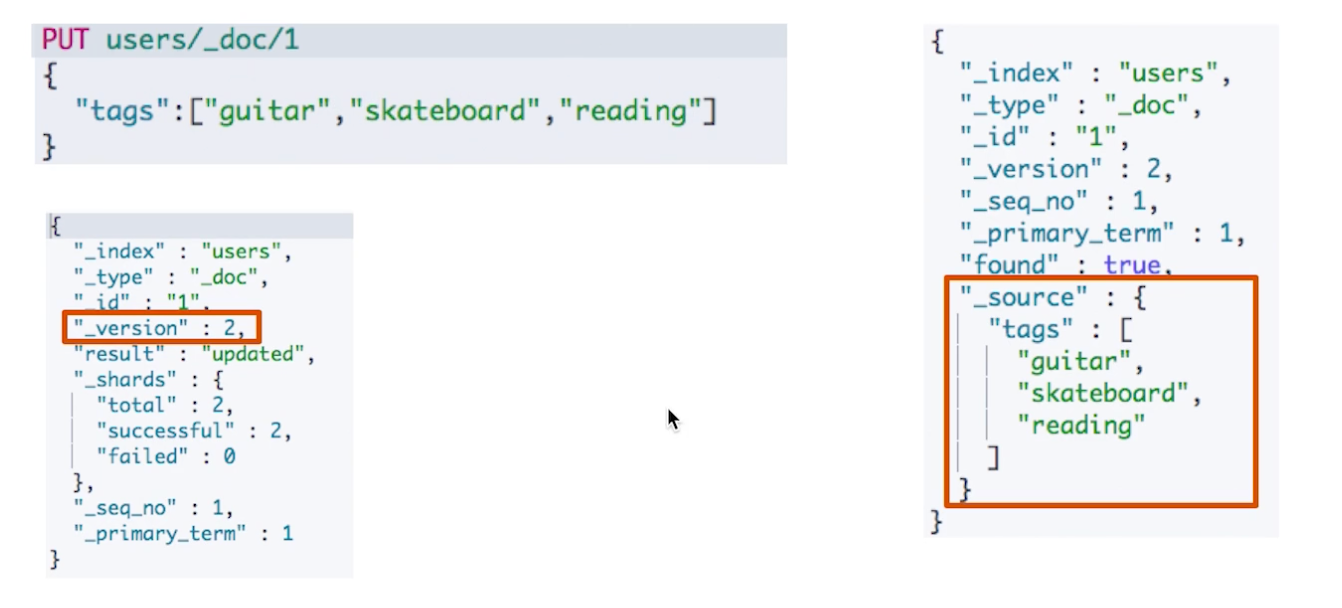 PUT users/_doc/1
{
  "tags":["guitar","skateboard","reading"]
}
{
  "_index" : "users",
  "_type" : "_doc",
  "_id" : "1",
  "_version" : 2,
  "result" : "updated",
  "_shards" : {
    "total" : 2,
    "successful" : 2,
    "failed" : 0
  },
  "_seq_no" : 1,
  "_primary_term" : 1
}
{
  "_index" : "users",
  "_type" : "_doc",
  "_id" : "1",
  "_version" : 2,
  "_seq_no" : 1,
  "_primary_term" : 1,
  "found" : true,
  "_source" : {
    "tags" : [
      "guitar",
      "skateboard",
      "reading"
    ]
  }
}